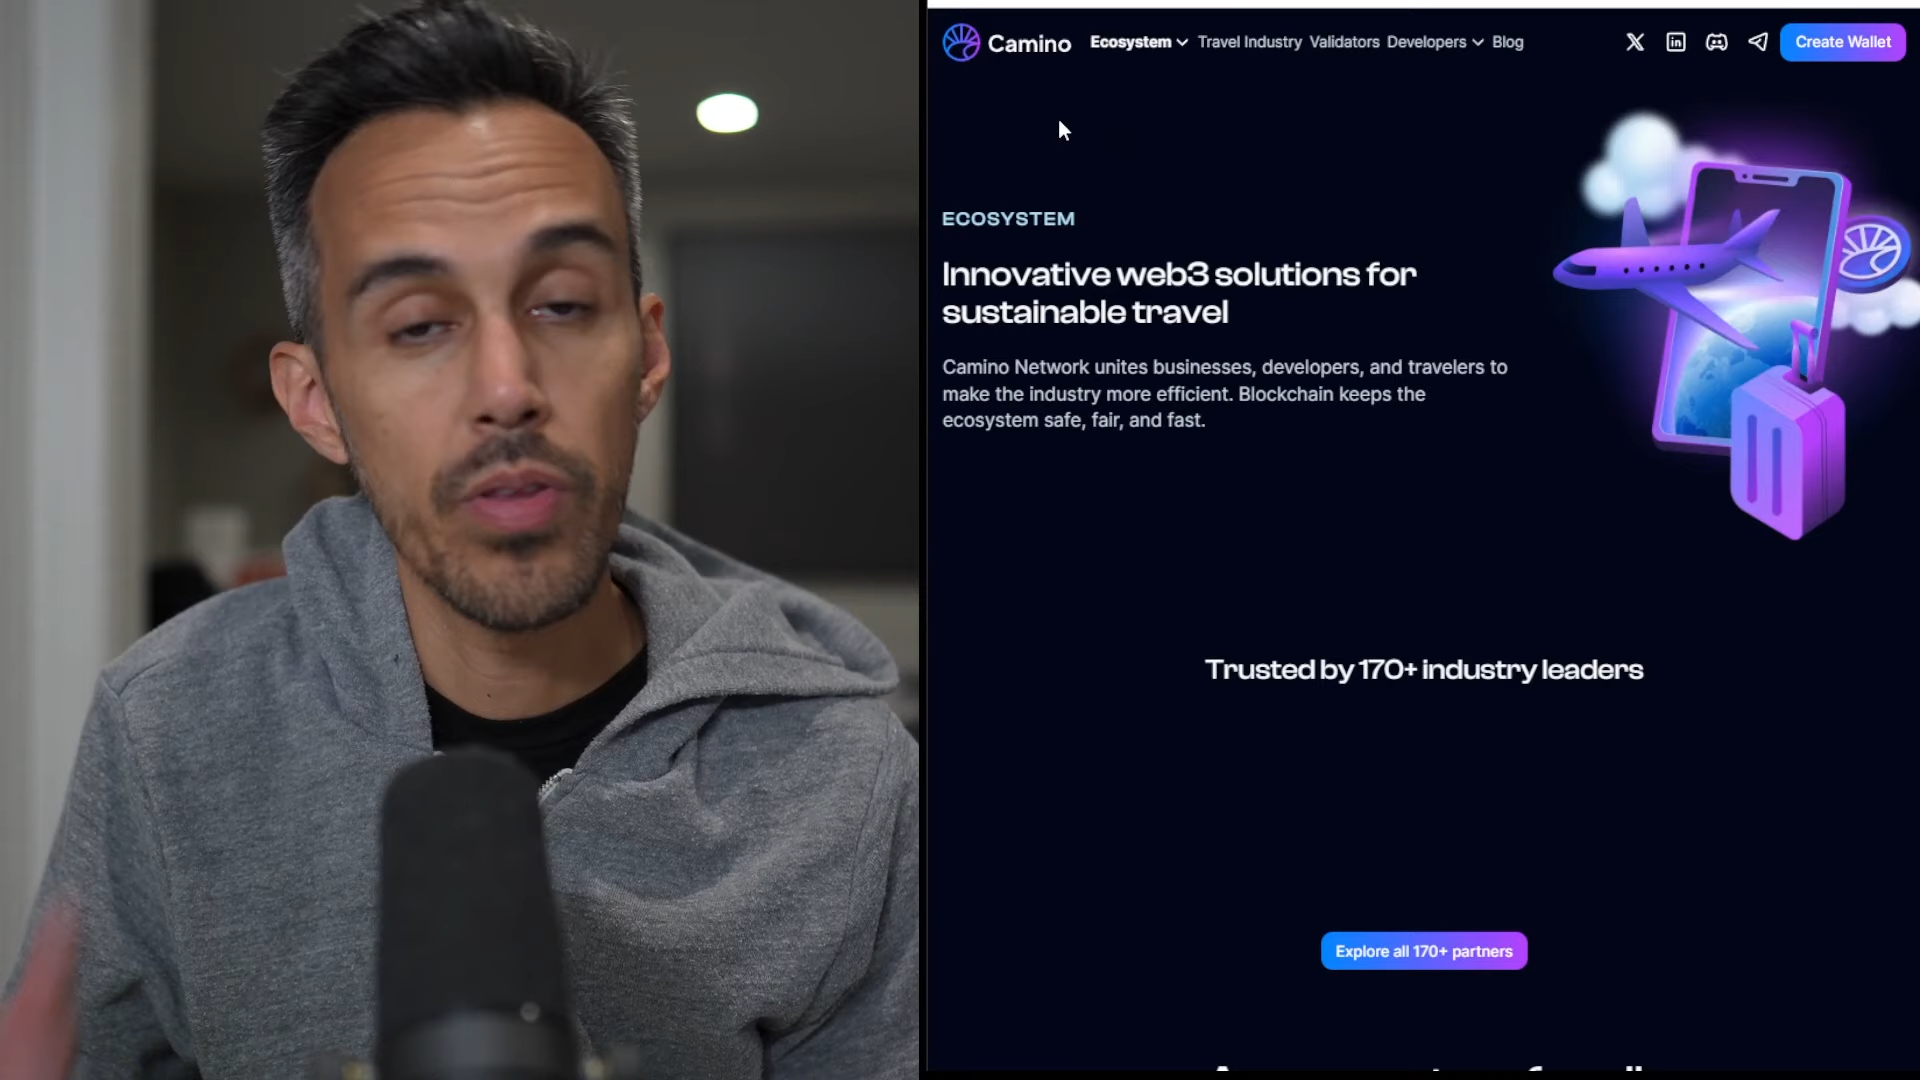 Camino
Ecosystem Travel Industry Validators Developers Blog
Create Wallet
ECOSYSTEM
Innovative web3 solutions for
sustainable travel
Camino Network unites businesses, developers, and travelers to
make the industry more efficient. Blockchain keeps the
ecosystem safe, fair, and fast.
Trusted by 170+ industry leaders
Explore all 170+ partners